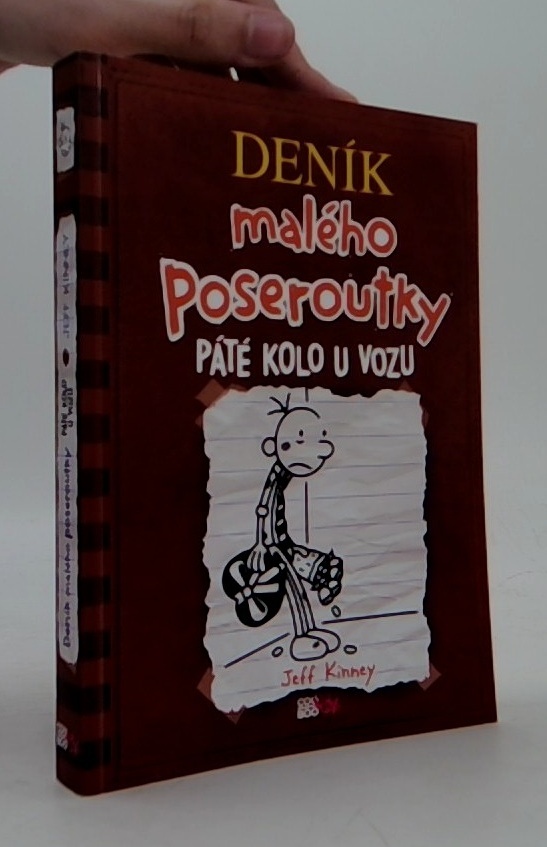 DENÍK
malého
Poseroutky
PÁTÉ KOLO U VOZU
Jeff Kinney
Deník malého poseroutky PÁTÉ KOLO U VOZU • JEFF KINNEY